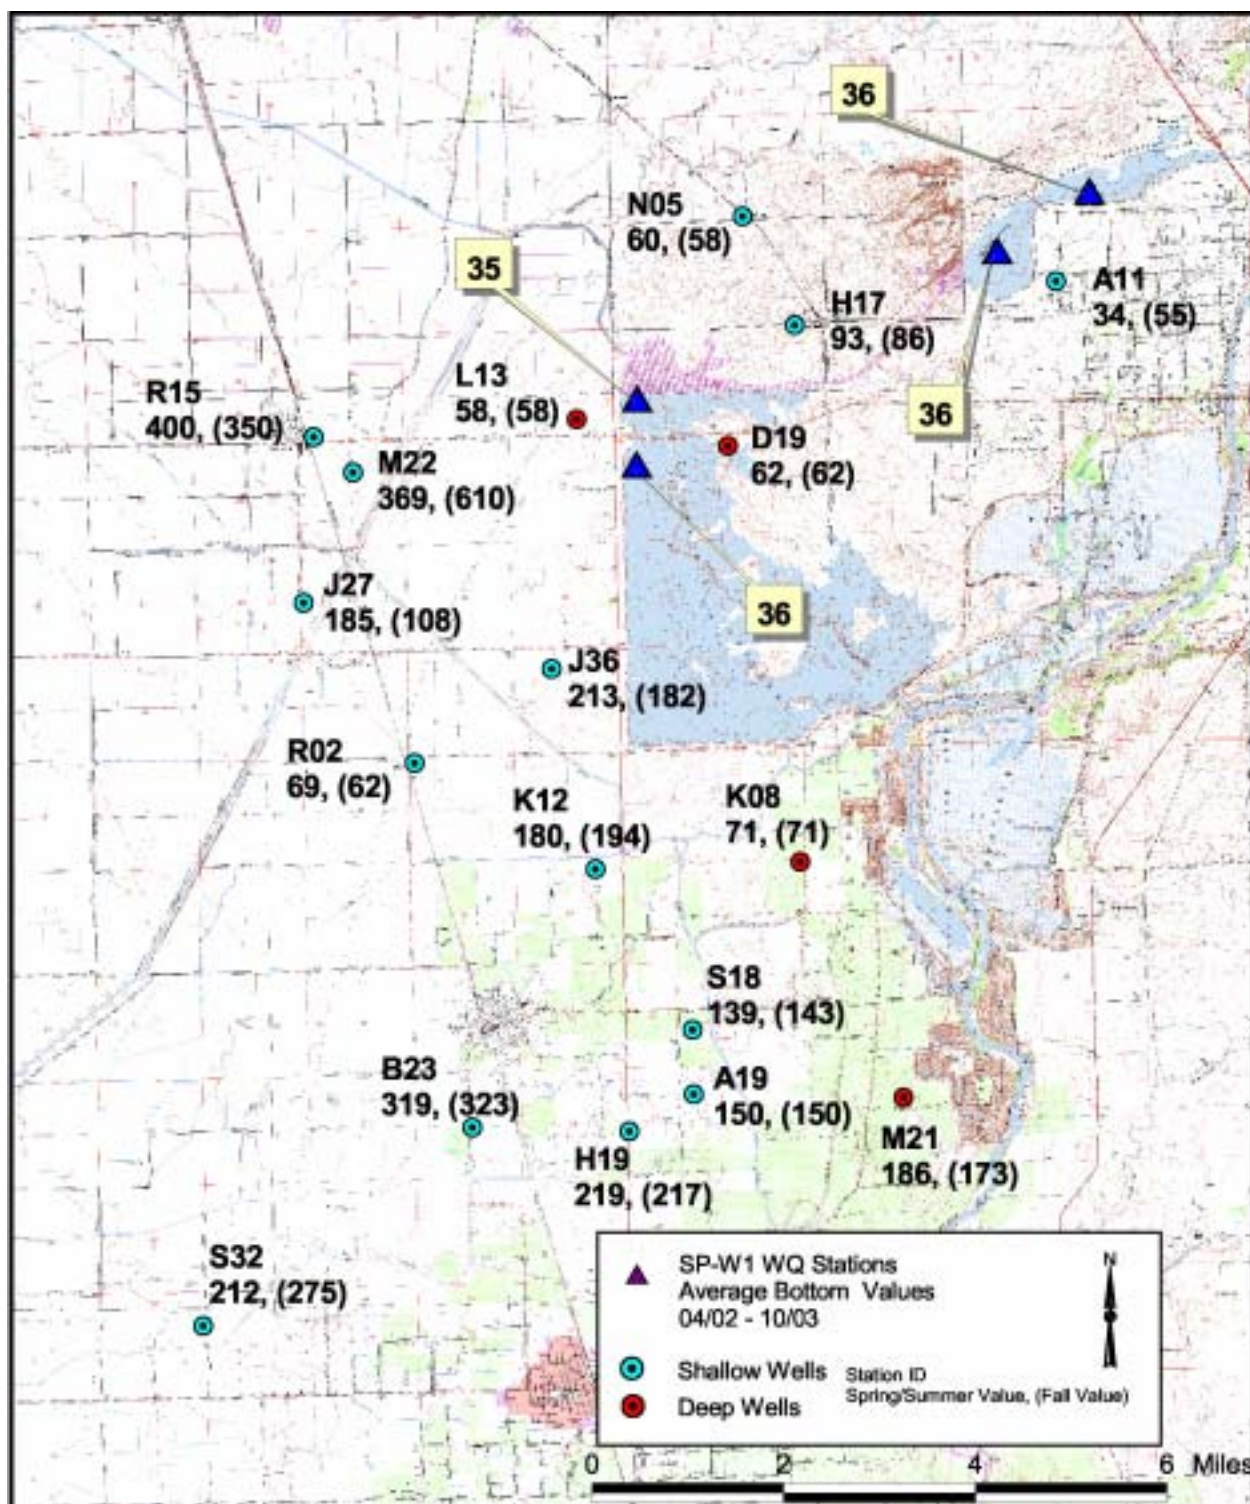 36
N05
60, (58)
35
A11
34, (55)
H17
93, (86)
L13
58, (58)
R15
400, (350)
36
D19
62, (62)
M22
369, (610)
J27
185, (108)
36
J36
213, (182)
R02
69, (62)
K12
180, (194)
K08
71, (71)
S18
139, (143)
B23
319, (323)
A19
150, (150)
M21
186, (173)
H19
219, (217)
S32
212, (275)
SP-W1 WQ Stations
Average Bottom Values
04/02 - 10/03
N
Shallow Wells
Station ID
Spring/Summer Value, (Fall Value)
Deep Wells
0 2 4 6 Miles